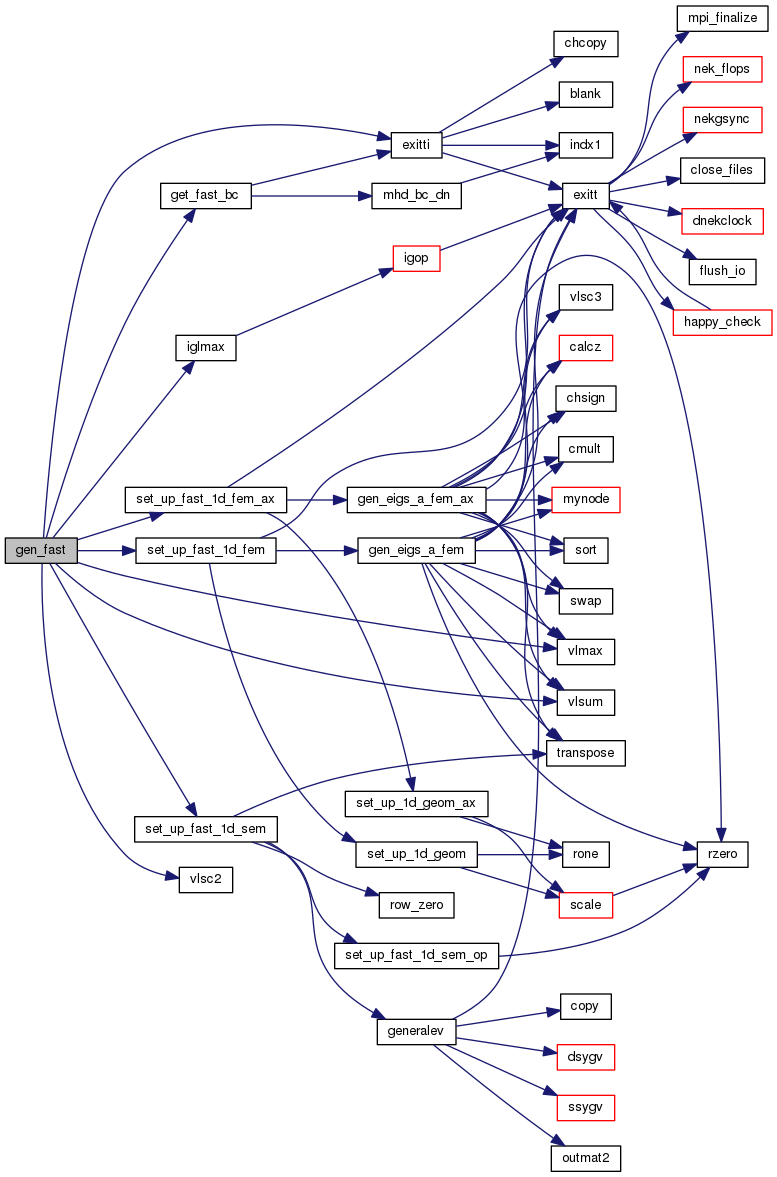 mpi_finalize
chcopy
nek_flops
blank
nekgsync
exitti
indx1
close_files
get_fast_bc
mhd_bc_dn
exitt
dnekclock
igop
flush_io
vlsc3
happy_check
iglmax
calcz
chsign
cmult
set_up_fast_1d_fem_ax
gen_eigs_a_fem_ax
mynode
gen_fast
set_up_fast_1d_fem
gen_eigs_a_fem
sort
swap
vlmax
vlsum
transpose
set_up_1d_geom_ax
set_up_fast_1d_sem
set_up_1d_geom
rone
rzero
vlsc2
row_zero
scale
set_up_fast_1d_sem_op
copy
generalev
dsygv
ssygv
outmat2